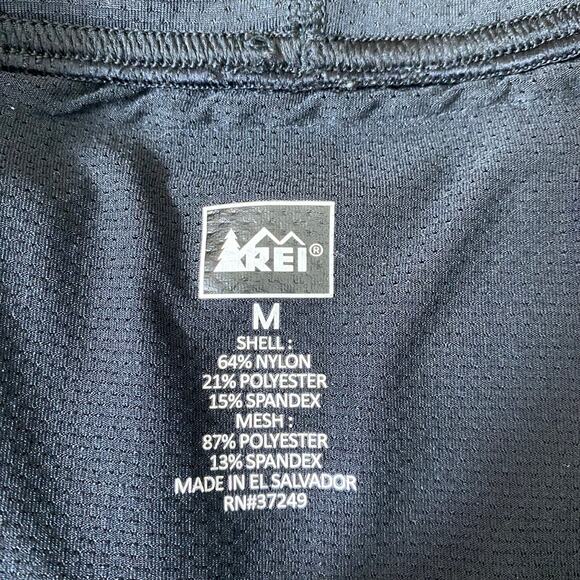 REI®
M
SHELL :
64% NYLON
21% POLYESTER
15% SPANDEX
MESH :
87% POLYESTER
13% SPANDEX
MADE IN EL SALVADOR
RN#37249